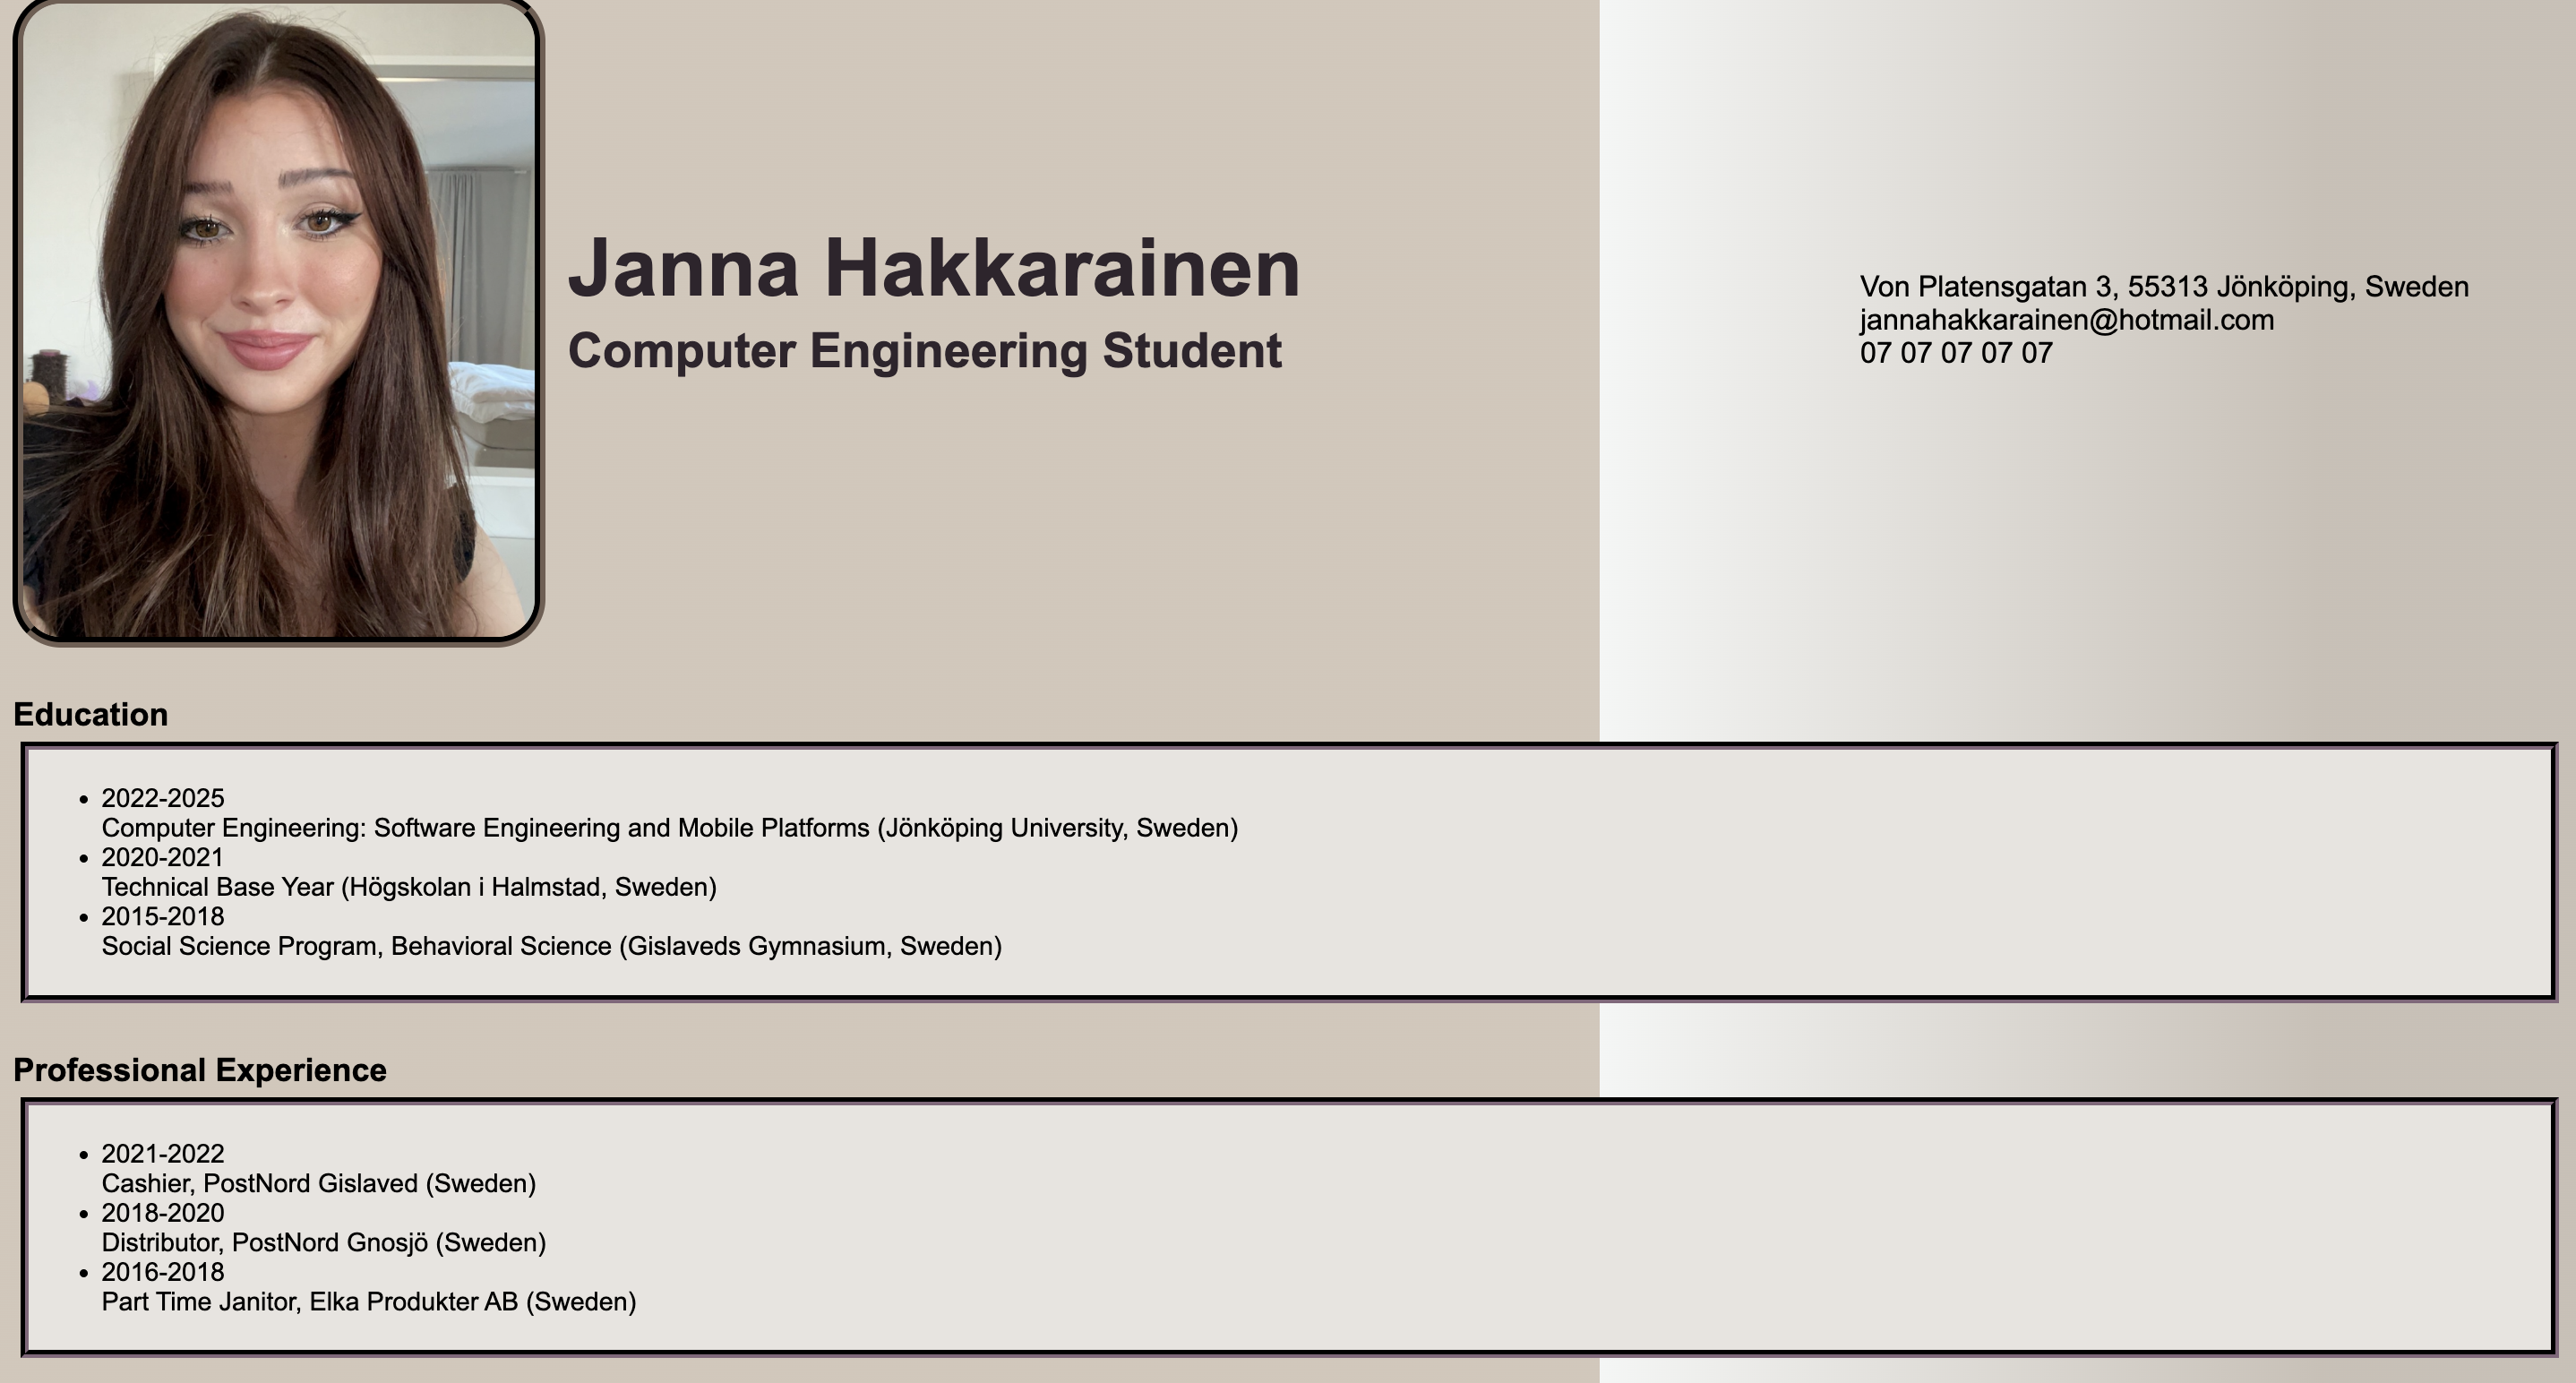 Janna Hakkarainen
Computer Engineering Student
Von Platensgatan 3, 55313 Jönköping, Sweden
jannahakkarainen@hotmail.com
07 07 07 07 07
Education
2022-2025
Computer Engineering: Software Engineering and Mobile Platforms (Jönköping University, Sweden)
2020-2021
Technical Base Year (Högskolan i Halmstad, Sweden)
2015-2018
Social Science Program, Behavioral Science (Gislaveds Gymnasium, Sweden)
Professional Experience
2021-2022
Cashier, PostNord Gislaved (Sweden)
2018-2020
Distributor, PostNord Gnosjö (Sweden)
2016-2018
Part Time Janitor, Elka Produkter AB (Sweden)